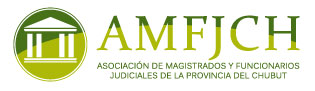 AMFJCH
ASOCIACIÓN DE MAGISTRADOS Y FUNCIONARIOS
JUDICIALES DE LA PROVINCIA DEL CHUBUT